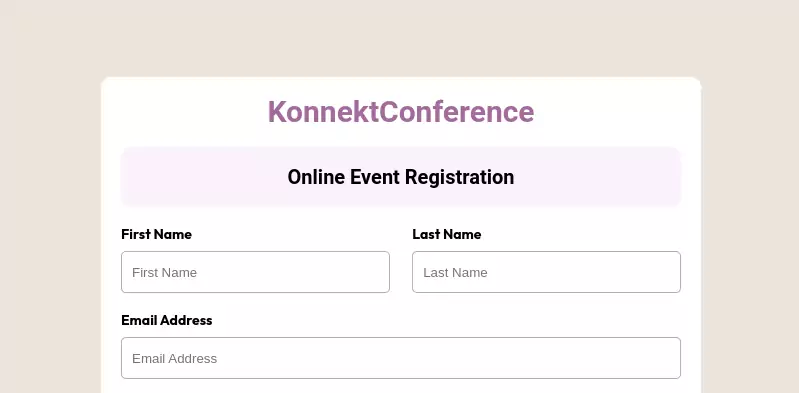 KonnektConference
Online Event Registration
First Name
Last Name
First Name
Last Name
Email Address
Email Address